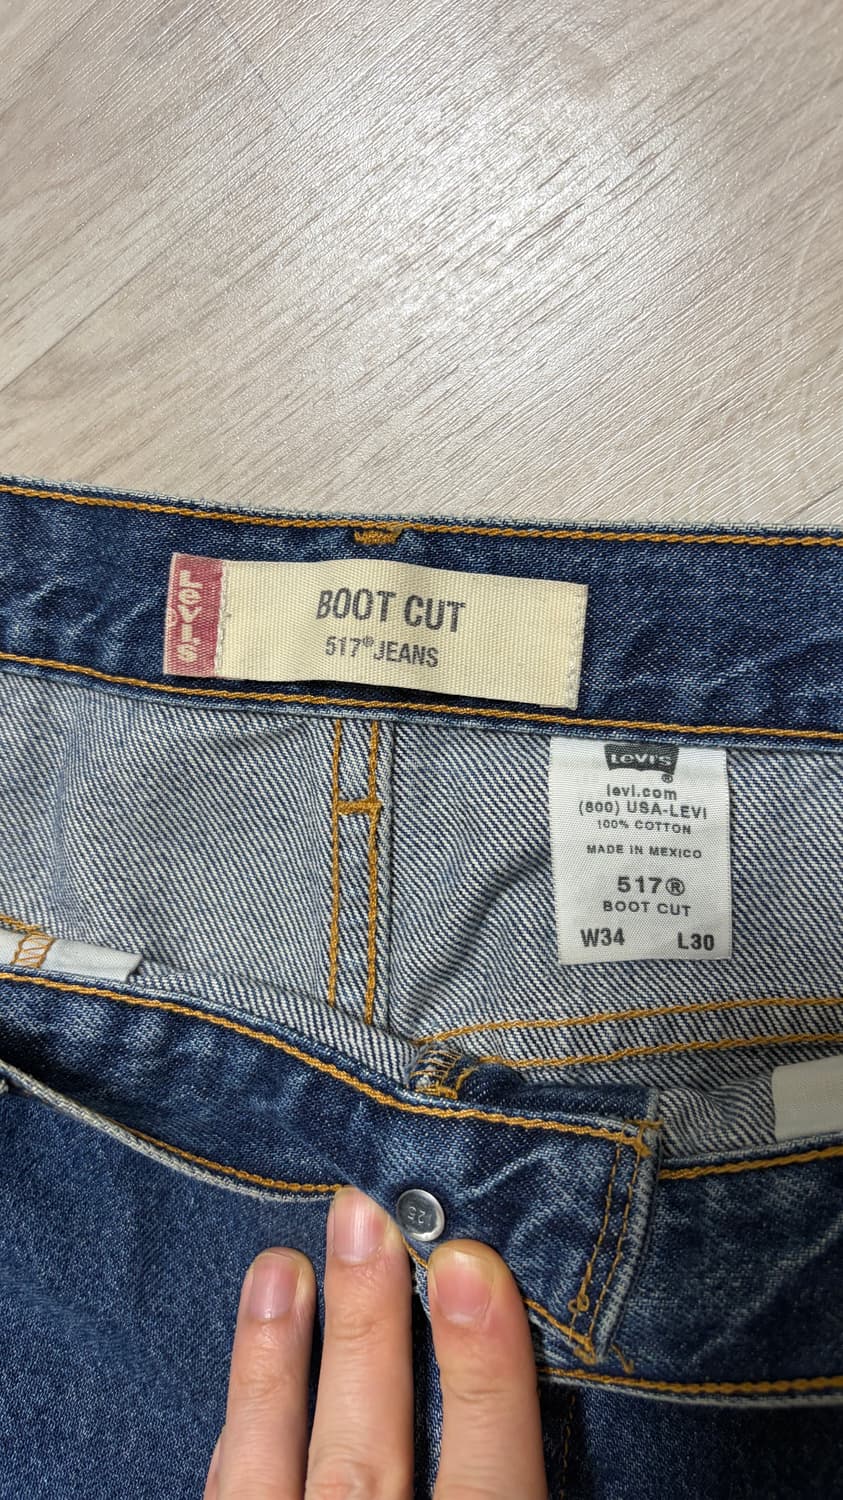 LEVI'S
®
BOOT CUT
517® JEANS
LEVI'S
®
levi.com
(800) USA-LEVI
100% COTTON
MADE IN MEXICO
517®
BOOT CUT
W34 L30
525